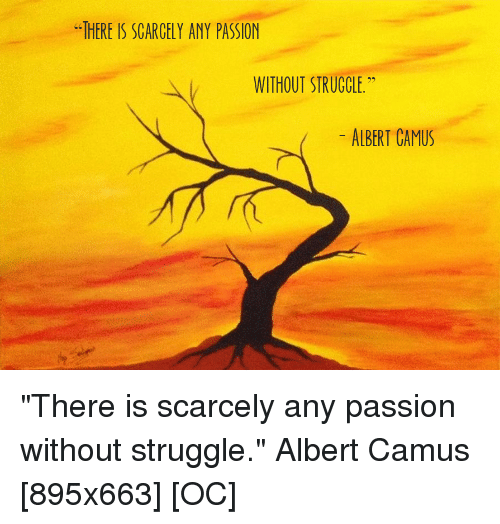 “THERE IS SCARCELY ANY PASSION
WITHOUT STRUGGLE.”
- ALBERT CAMUS
"There is scarcely any passion
without struggle." Albert Camus
[895x663] [OC]